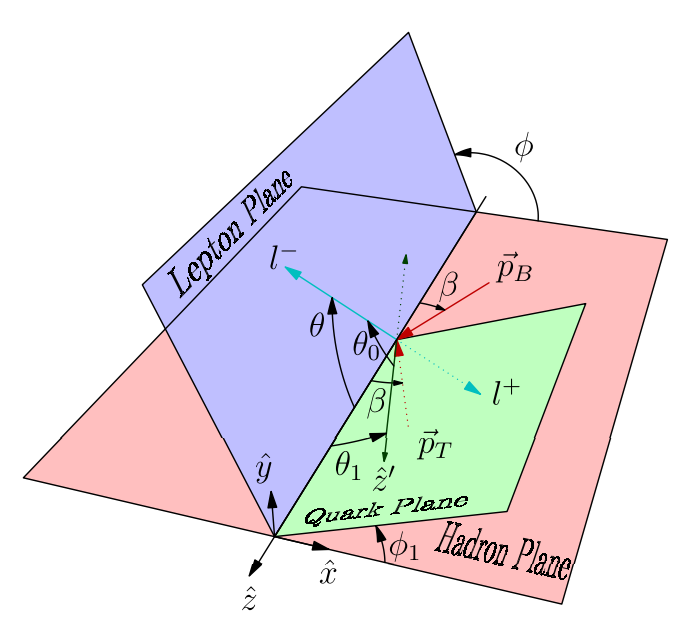 ϕ
Lepton Plane
l⁻
p⃗_B
β
θ
θ₀
l⁺
β
p⃗_T
θ₁
ẑ′
ŷ
Quark Plane
Hadron Plane
ϕ₁
x̂
ẑ